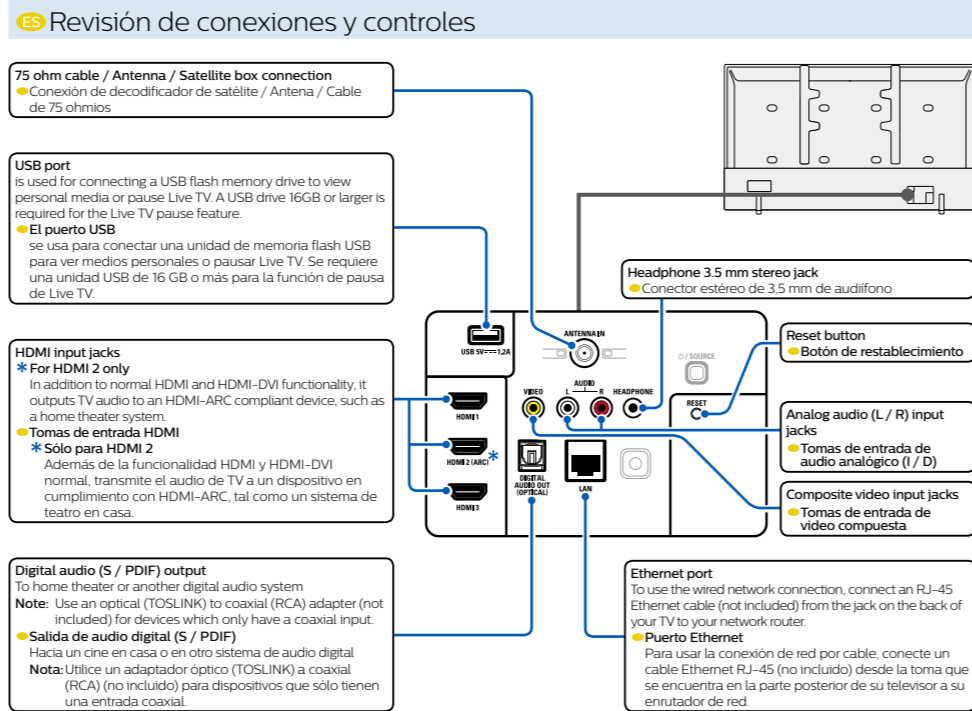 ES Revisión de conexiones y controles
75 ohm cable / Antenna / Satellite box connection
Conexión de decodificador de satélite / Antena / Cable
de 75 ohmios
USB port
is used for connecting a USB flash memory drive to view
personal media or pause Live TV. A USB drive 16GB or larger is
required for the Live TV pause feature.
El puerto USB
se usa para conectar una unidad de memoria flash USB
para ver medios personales o pausar Live TV. Se requiere
una unidad USB de 16 GB o más para la función de pausa
de Live TV.
HDMI input jacks
* For HDMI 2 only
In addition to normal HDMI and HDMI-DVI functionality, it
outputs TV audio to an HDMI-ARC compliant device, such as
a home theater system.
Tomas de entrada HDMI
* Sólo para HDMI 2
Además de la funcionalidad HDMI y HDMI-DVI
normal, transmite el audio de TV a un dispositivo en
cumplimiento con HDMI-ARC, tal como un sistema de
teatro en casa.
Digital audio (S / PDIF) output
To home theater or another digital audio system
Note: Use an optical (TOSLINK) to coaxial (RCA) adapter (not
included) for devices which only have a coaxial input.
Salida de audio digital (S / PDIF)
Hacia un cine en casa o en otro sistema de audio digital
Nota: Utilice un adaptador óptico (TOSLINK) a coaxial
(RCA) (no incluido) para dispositivos que sólo tienen
una entrada coaxial.
USB 5V⎓1,2A
ANTENNA IN
⏻ / SOURCE
VIDEO
L
AUDIO
R
HEADPHONE
RESET
HDMI 1
HDMI 2 (ARC) *
HDMI 3
DIGITAL
AUDIO OUT
(OPTICAL)
LAN
Headphone 3.5 mm stereo jack
Conector estéreo de 3,5 mm de audiífono
Reset button
Botón de restablecimiento
Analog audio (L / R) input
jacks
Tomas de entrada de
audio analógico (I / D)
Composite video input jacks
Tomas de entrada de
video compuesta
Ethernet port
To use the wired network connection, connect an RJ-45
Ethernet cable (not included) from the jack on the back of
your TV to your network router.
Puerto Ethernet
Para usar la conexión de red por cable, conecte un
cable Ethernet RJ-45 (no incluido) desde la toma que
se encuentra en la parte posterior de su televisor a su
enrutador de red.